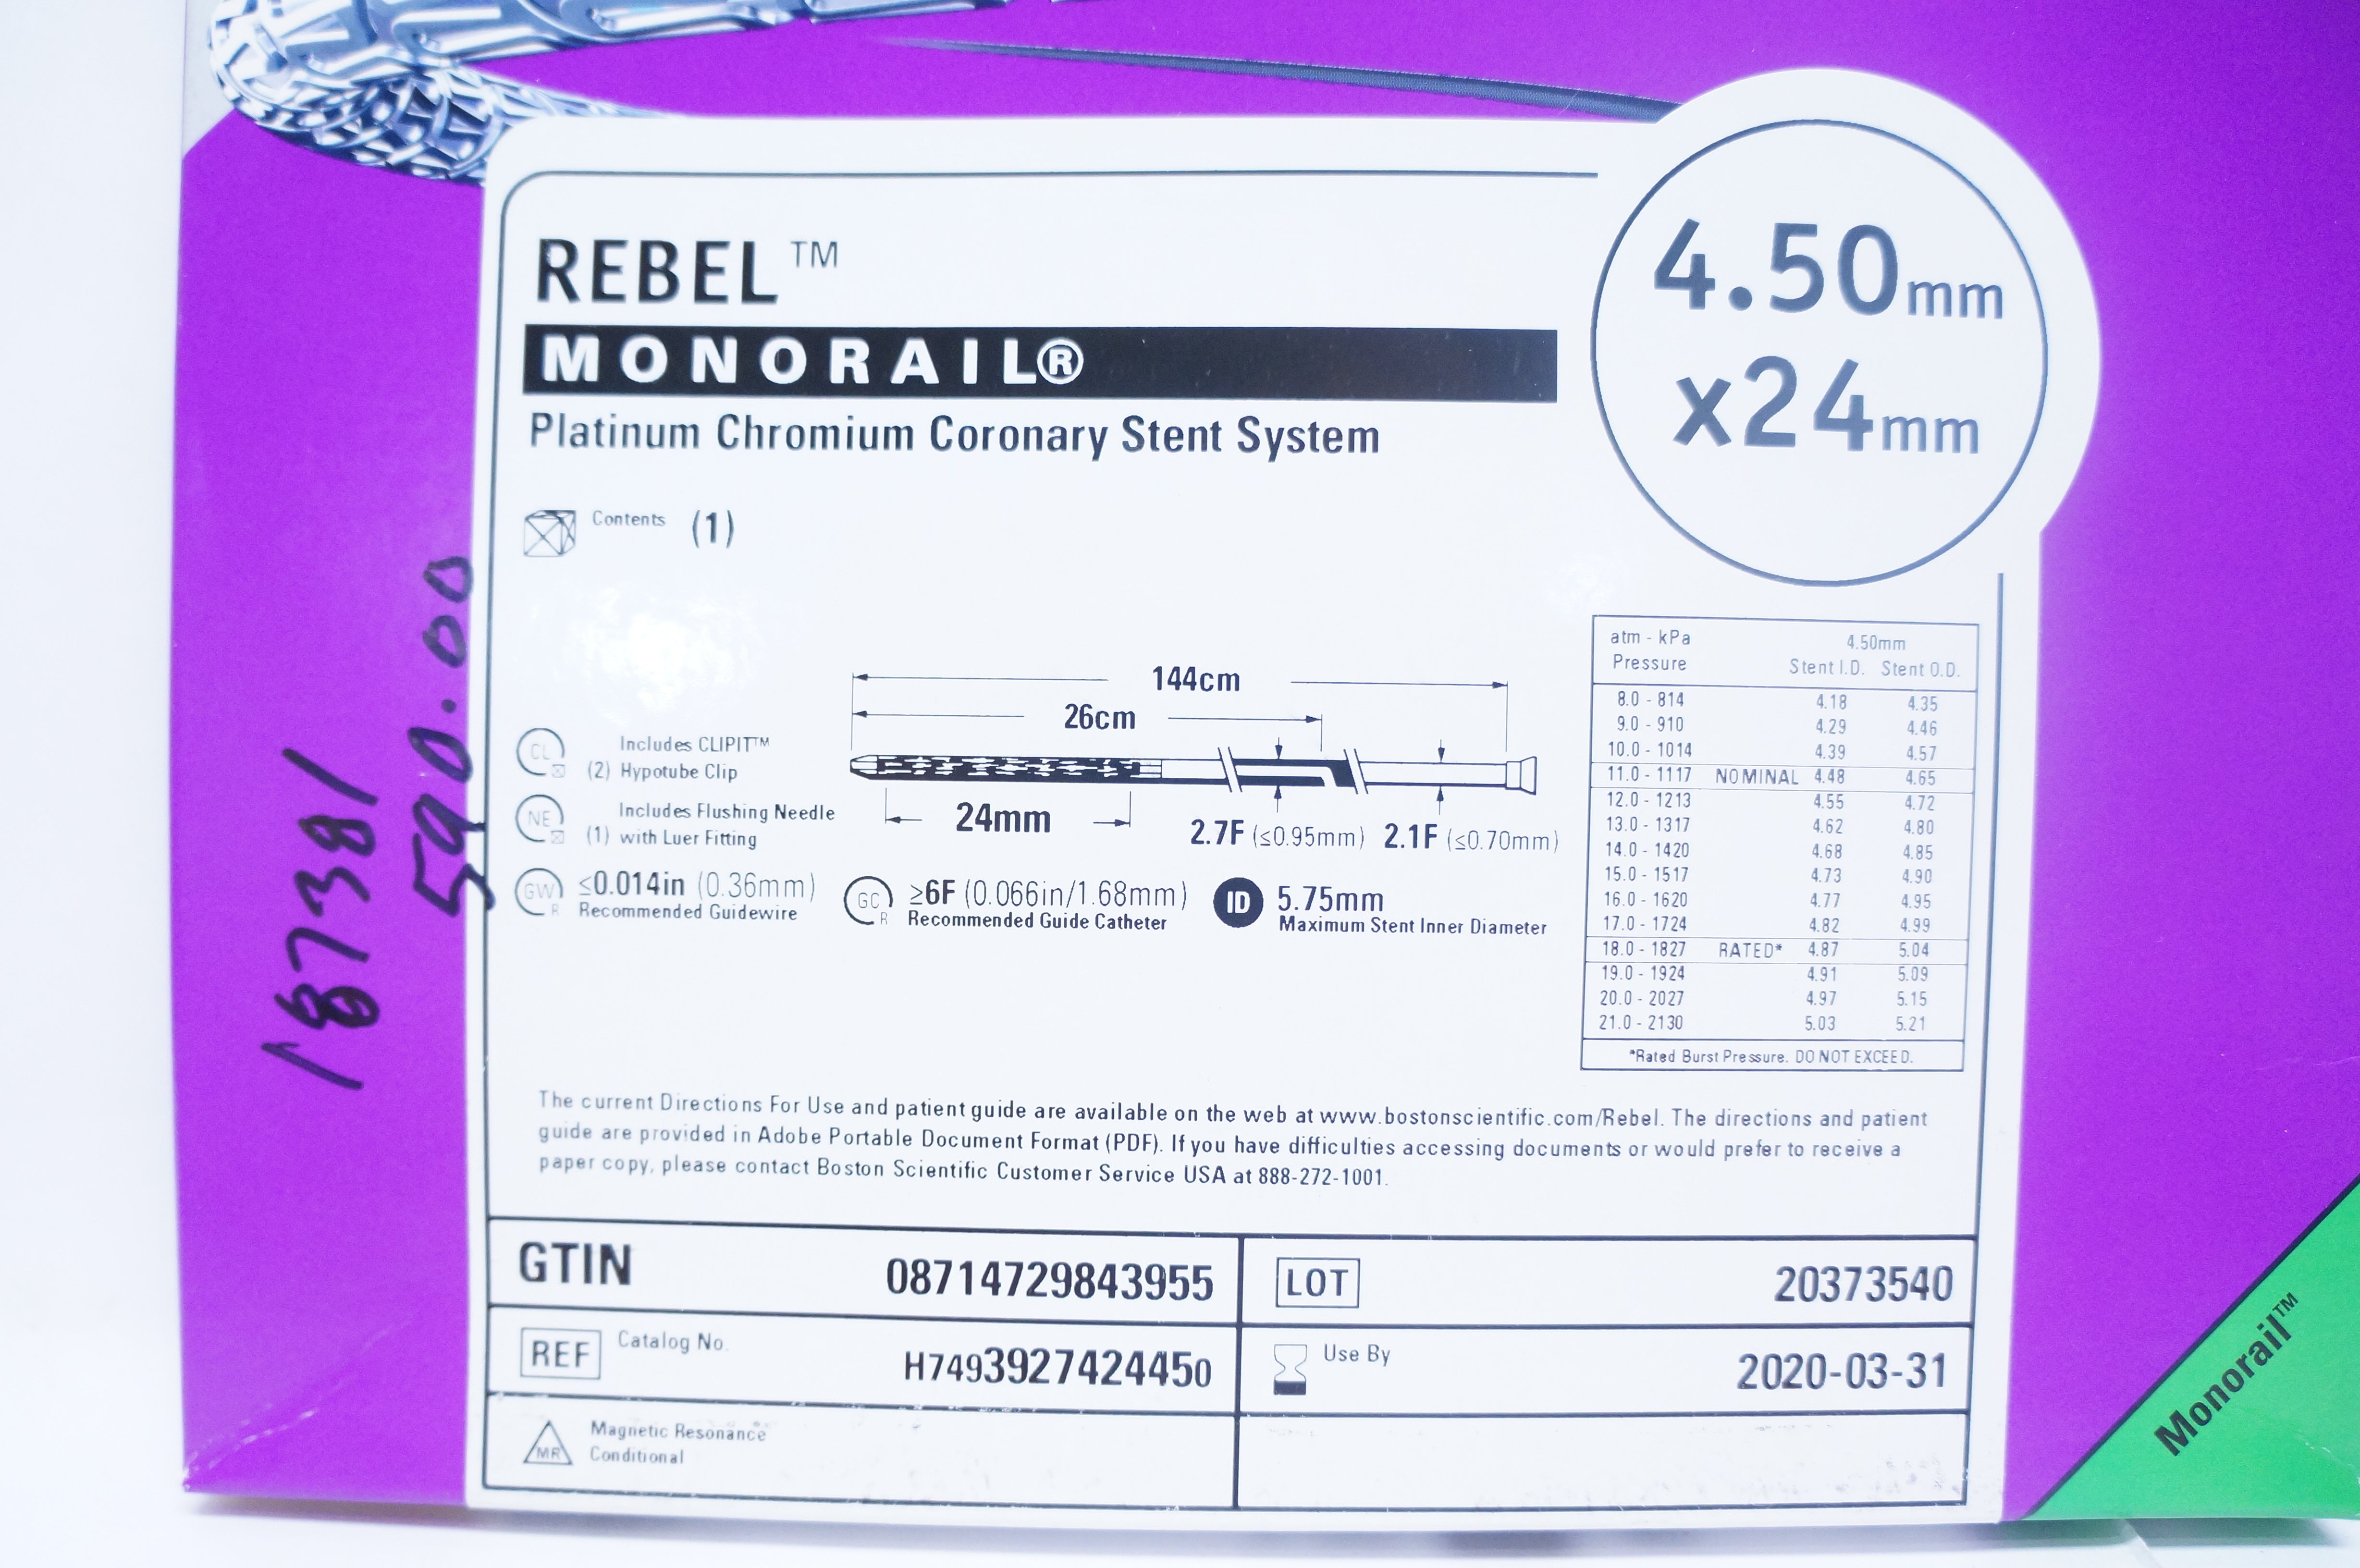 REBEL™
MONORAIL®
Platinum Chromium Coronary Stent System
4.50mm
x24mm
Contents (1)
144cm
26cm
24mm
2.7F (≤0.95mm) 2.1F (≤0.70mm)
CL Includes CLIPIT™
(2) Hypotube Clip
NE Includes Flushing Needle
(1) with Luer Fitting
GW R ≤0.014in (0.36mm)
Recommended Guidewire
GC R ≥6F (0.066in/1.68mm)
Recommended Guide Catheter
ID 5.75mm
Maximum Stent Inner Diameter
atm - kPa 4.50mm
Pressure Stent I.D. Stent O.D.
8.0 - 814 4.18 4.35
9.0 - 910 4.29 4.46
10.0 - 1014 4.39 4.57
11.0 - 1117 NOMINAL 4.48 4.65
12.0 - 1213 4.55 4.72
13.0 - 1317 4.62 4.80
14.0 - 1420 4.68 4.85
15.0 - 1517 4.73 4.90
16.0 - 1620 4.77 4.95
17.0 - 1724 4.82 4.99
18.0 - 1827 RATED* 4.87 5.04
19.0 - 1924 4.91 5.09
20.0 - 2027 4.97 5.15
21.0 - 2130 5.03 5.21
*Rated Burst Pressure. DO NOT EXCEED.
The current Directions For Use and patient guide are available on the web at www.bostonscientific.com/Rebel. The directions and patient
guide are provided in Adobe Portable Document Format (PDF). If you have difficulties accessing documents or would prefer to receive a
paper copy, please contact Boston Scientific Customer Service USA at 888-272-1001.
GTIN 08714729843955
LOT 20373540
REF Catalog No. H7493927424450
Use By 2020-03-31
MR Magnetic Resonance
Conditional
187381
590.00
Monorail™